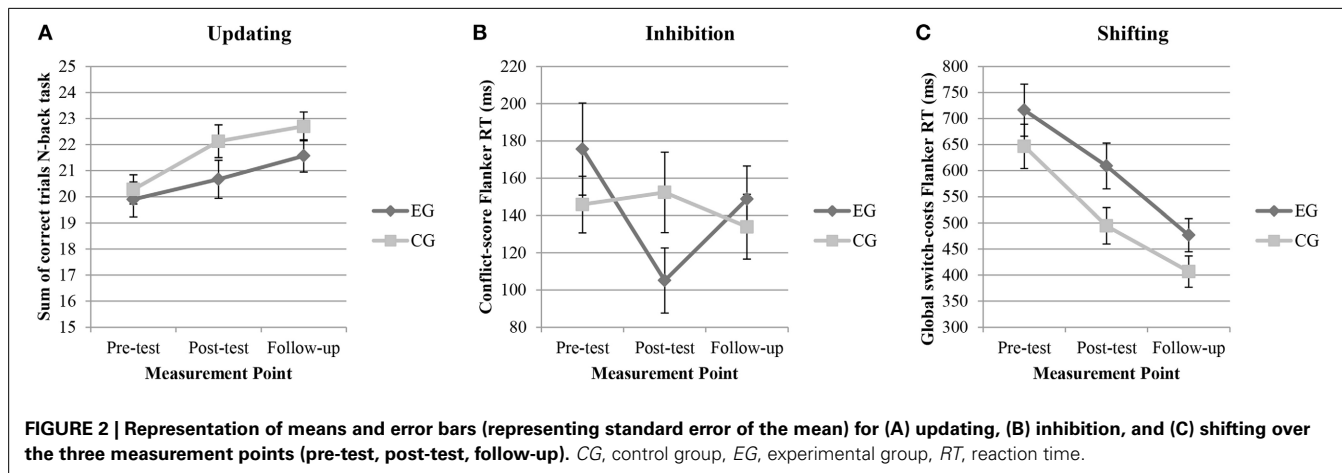 A Updating
Sum of correct trials N-back task
25
24
23
22
21
20
19
18
17
16
15
Pre-test Post-test Follow-up
Measurement Point
EG
CG
B Inhibition
Conflict-score Flanker RT (ms)
220
200
180
160
140
120
100
80
Pre-test Post-test Follow-up
Measurement Point
EG
CG
C Shifting
Global switch-costs Flanker RT (ms)
800
750
700
650
600
550
500
450
400
350
300
Pre-test Post-test Follow-up
Measurement Point
EG
CG
FIGURE 2 | Representation of means and error bars (representing standard error of the mean) for (A) updating, (B) inhibition, and (C) shifting over
the three measurement points (pre-test, post-test, follow-up). CG, control group, EG, experimental group, RT, reaction time.